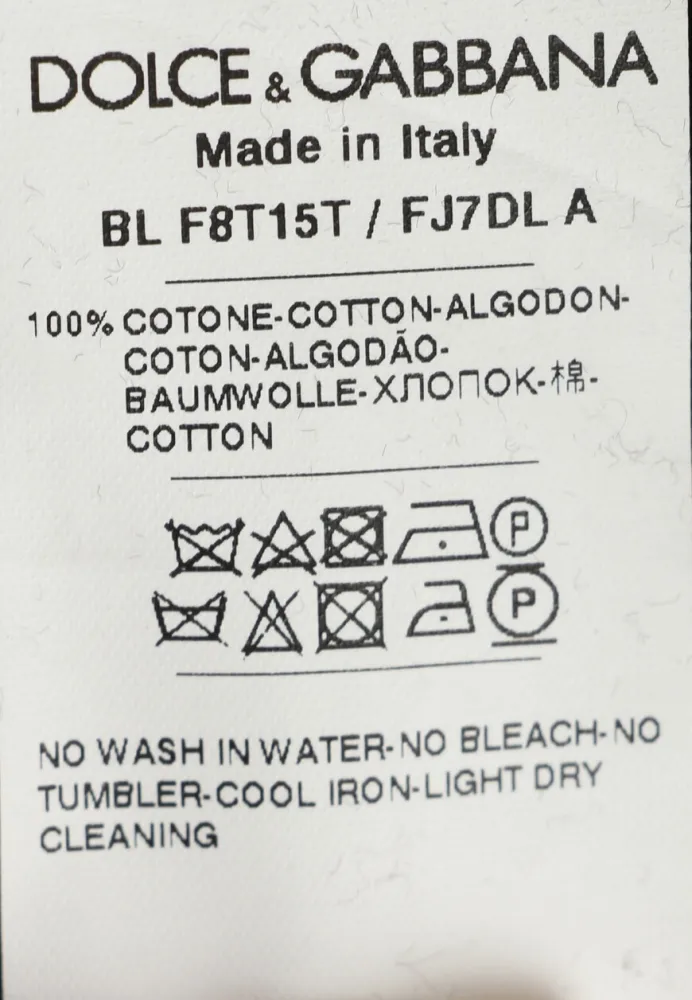 DOLCE & GABBANA
Made in Italy
BL F8T15T / FJ7DL A
100% COTONE-COTTON-ALGODON-
COTON-ALGODÃO-
BAUMWOLLE-ХЛОПОК-棉-
COTTON
P
P
NO WASH IN WATER-NO BLEACH-NO
TUMBLER-COOL IRON-LIGHT DRY
CLEANING